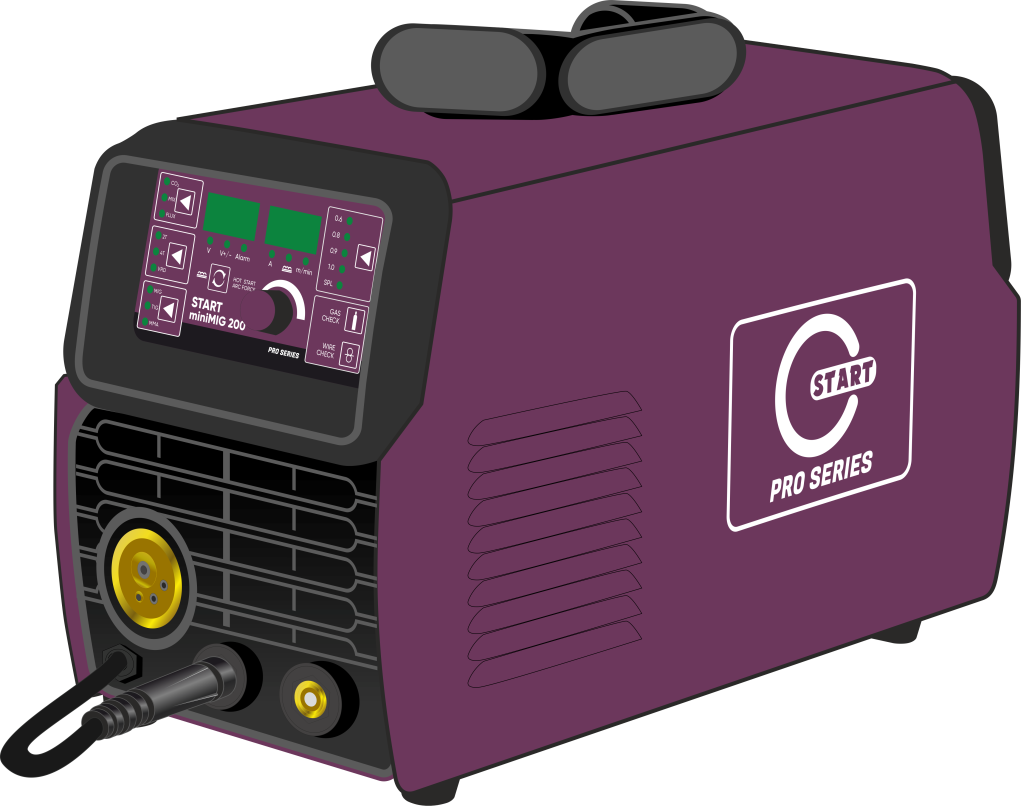 CO₂
MIX
FLUX
2T
4T
SPO
MIG
TIG
MMA
V V+/- Alarm
A m/min
HOT START
ARC FORCE
START
miniMIG 200
PRO SERIES
0.6
0.8
0.9
1.0
SPL
GAS
CHECK
WIRE
CHECK
START
PRO SERIES